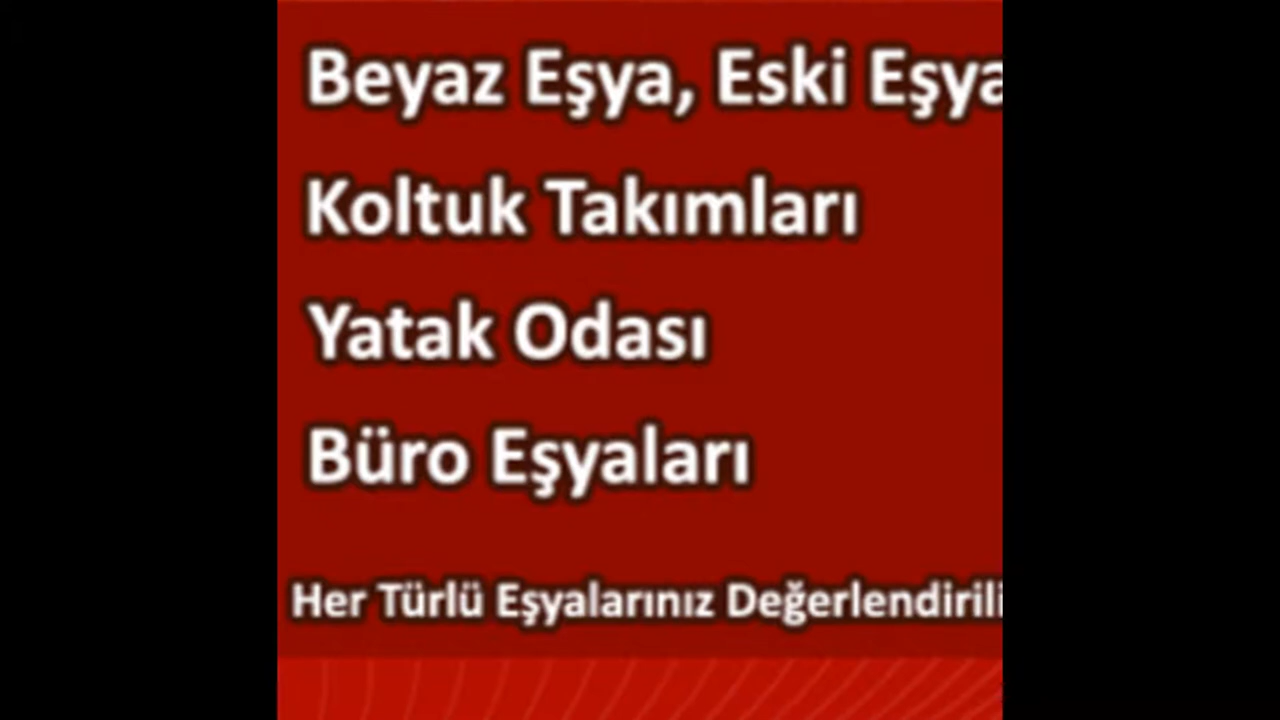 Beyaz Eşya, Eski Eşya
Koltuk Takımları
Yatak Odası
Büro Eşyaları
Her Türlü Eşyalarınız Değerlendirili